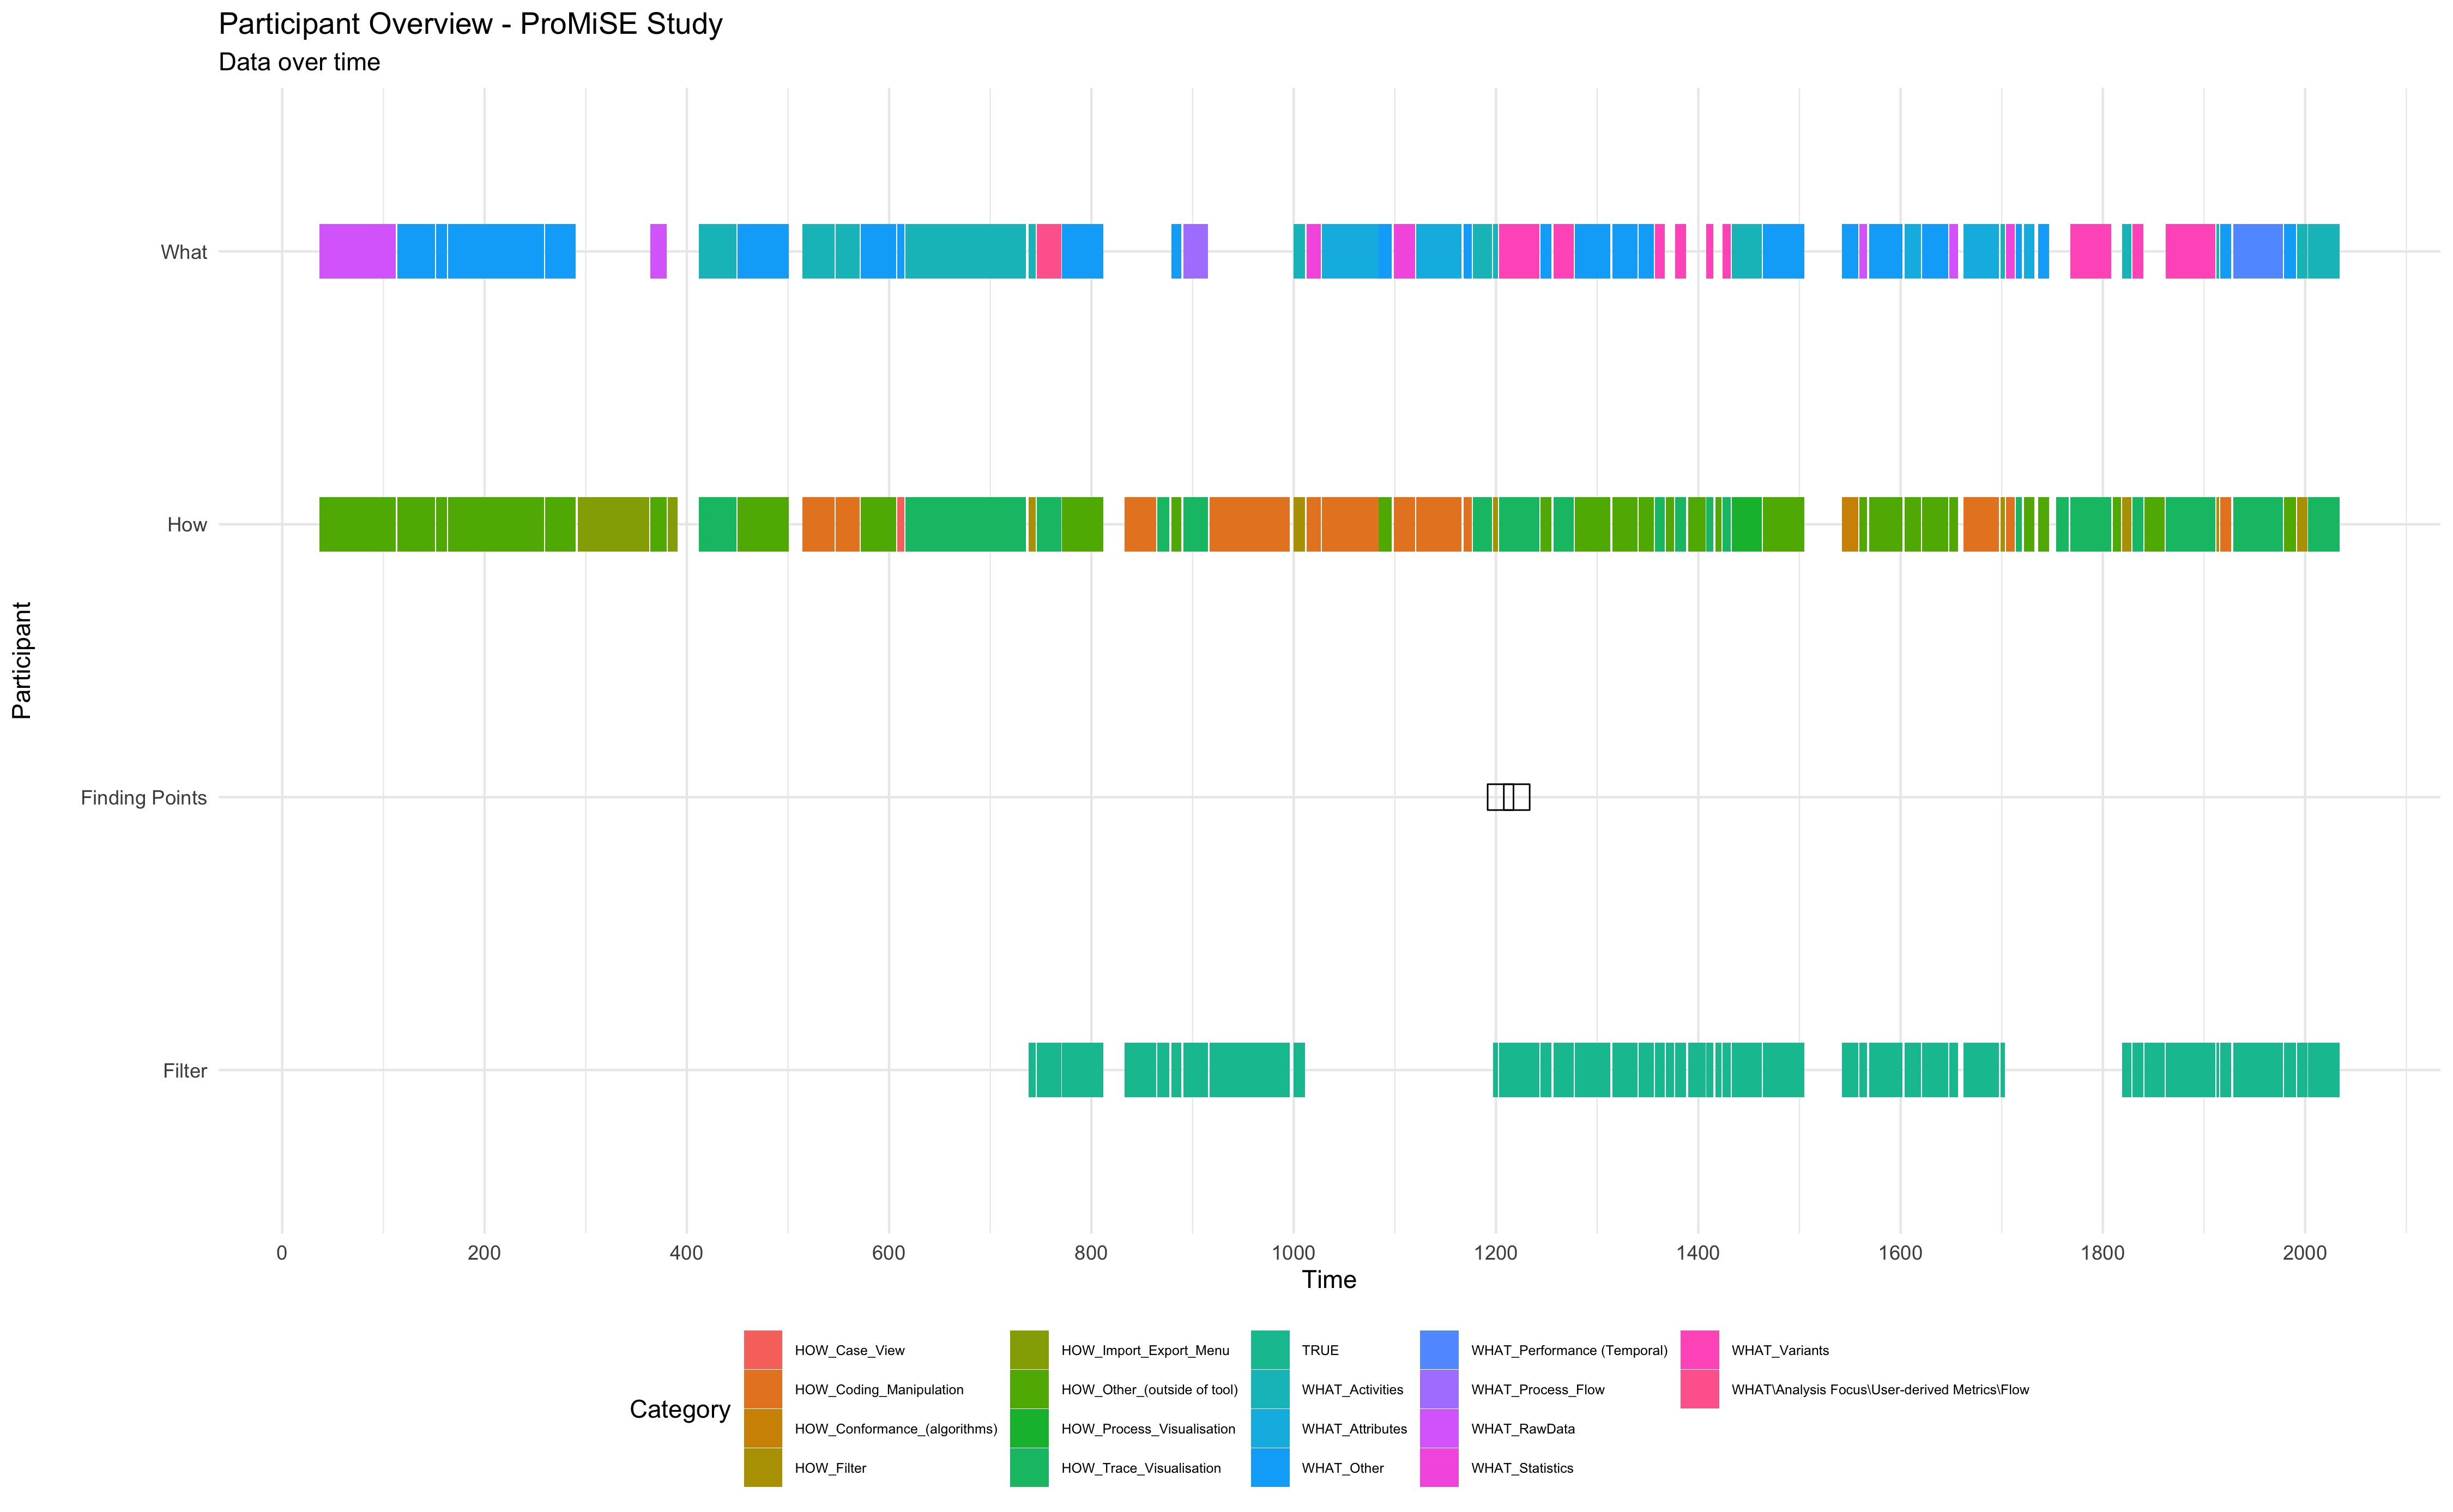 Participant Overview - ProMiSE Study
Data over time
What
How
Finding Points
Filter
Participant
0 200 400 600 800 1000 1200 1400 1600 1800 2000
Time
Category
HOW_Case_View
HOW_Coding_Manipulation
HOW_Conformance_(algorithms)
HOW_Filter
HOW_Import_Export_Menu
HOW_Other_(outside of tool)
HOW_Process_Visualisation
HOW_Trace_Visualisation
TRUE
WHAT_Activities
WHAT_Attributes
WHAT_Other
WHAT_Performance (Temporal)
WHAT_Process_Flow
WHAT_RawData
WHAT_Statistics
WHAT_Variants
WHAT\Analysis Focus\User-derived Metrics\Flow